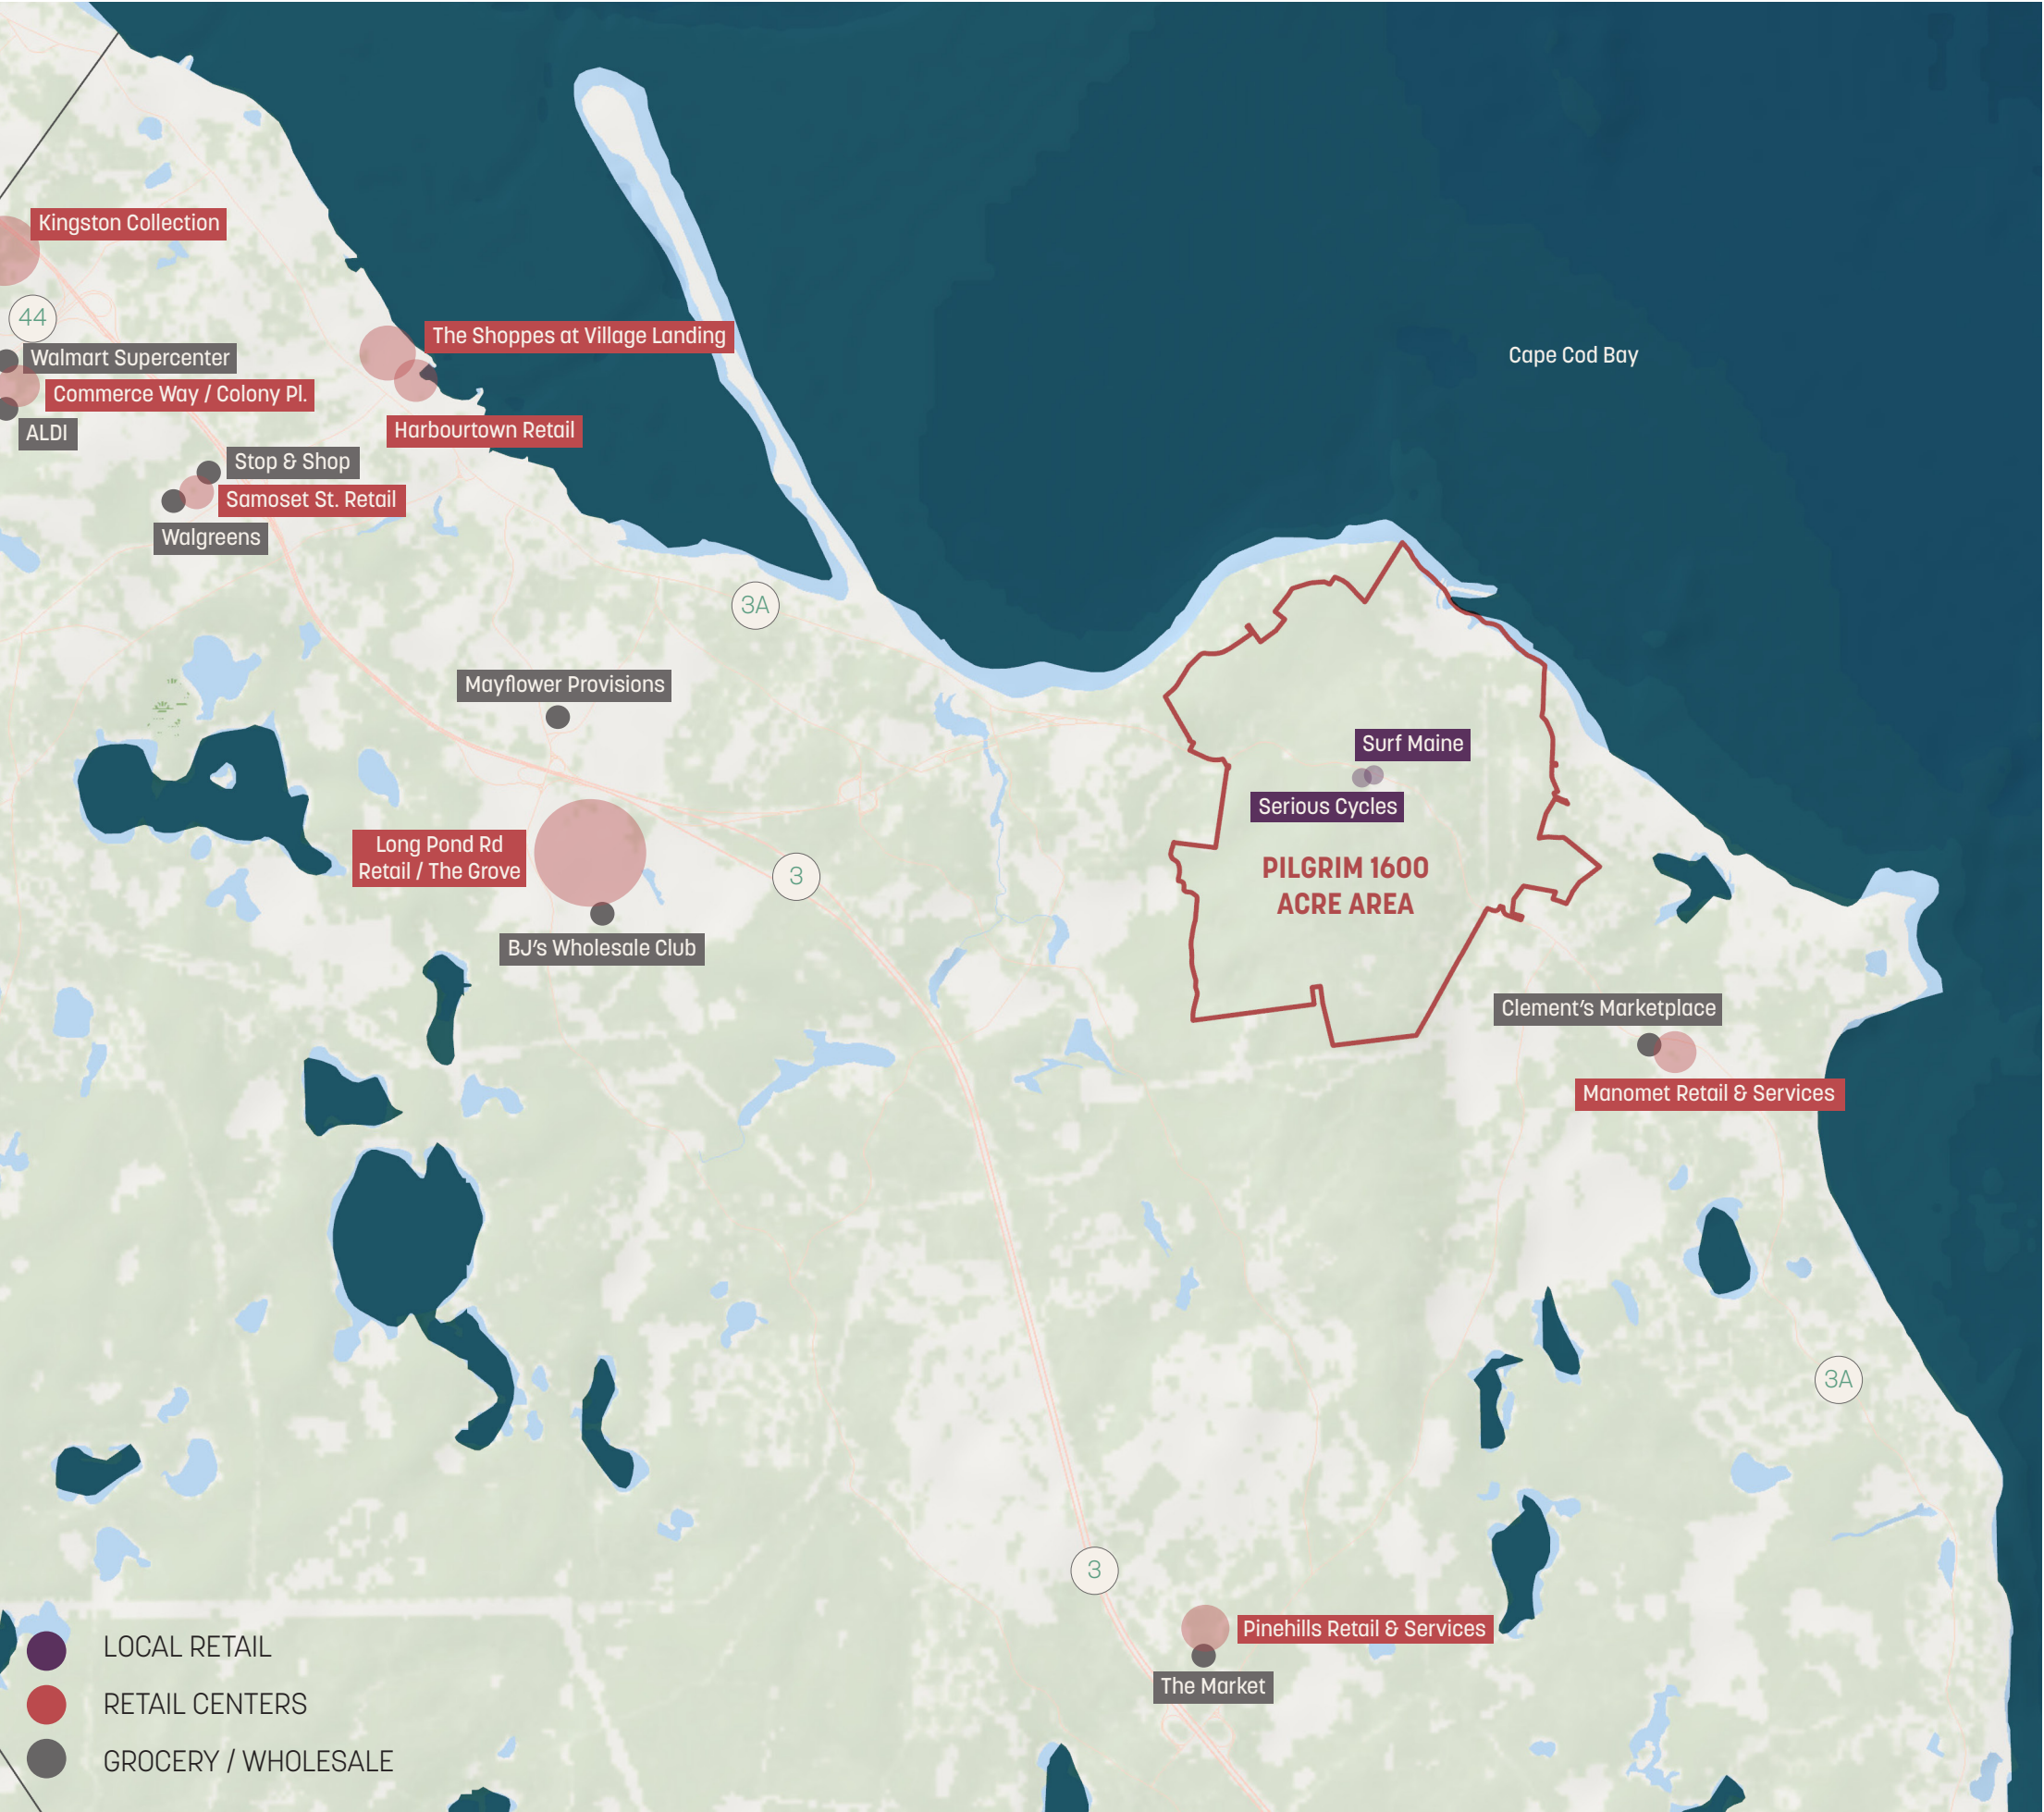 Kingston Collection
44
The Shoppes at Village Landing
Walmart Supercenter
Cape Cod Bay
Commerce Way / Colony Pl.
ALDI
Harbourtown Retail
Stop & Shop
Samoset St. Retail
Walgreens
3A
Mayflower Provisions
Surf Maine
Serious Cycles
Long Pond Rd
Retail / The Grove
3
PILGRIM 1600
ACRE AREA
BJ's Wholesale Club
Clement's Marketplace
Manomet Retail & Services
3A
3
Pinehills Retail & Services
The Market
LOCAL RETAIL
RETAIL CENTERS
GROCERY / WHOLESALE